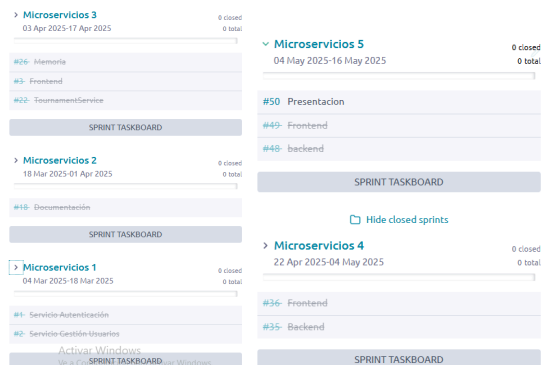 Microservicios 3
0 closed
03 Apr 2025-17 Apr 2025
0 total
#26 Memoria
#3 Frontend
#22 TournamentService
SPRINT TASKBOARD
Microservicios 2
0 closed
18 Mar 2025-01 Apr 2025
0 total
#18 Documentación
SPRINT TASKBOARD
Microservicios 1
0 closed
04 Mar 2025-18 Mar 2025
0 total
#1 Servicio Autenticación
#2 Servicio Gestión Usuarios
Activar Windows
SPRINT TASKBOARD
Microservicios 5
0 closed
04 May 2025-16 May 2025
0 total
#50 Presentacion
#49 Frontend
#48 backend
SPRINT TASKBOARD
Hide closed sprints
Microservicios 4
0 closed
22 Apr 2025-04 May 2025
0 total
#36 Frontend
#35 Backend
SPRINT TASKBOARD